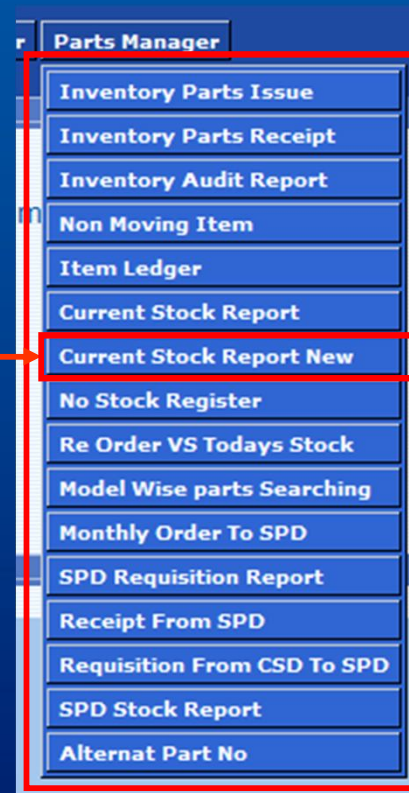 r
Parts Manager
Inventory Parts Issue
Inventory Parts Receipt
Inventory Audit Report
m
Non Moving Item
Item Ledger
Current Stock Report
Current Stock Report New
No Stock Register
Re Order VS Todays Stock
Model Wise parts Searching
Monthly Order To SPD
SPD Requisition Report
Receipt From SPD
Requisition From CSD To SPD
SPD Stock Report
Alternat Part No